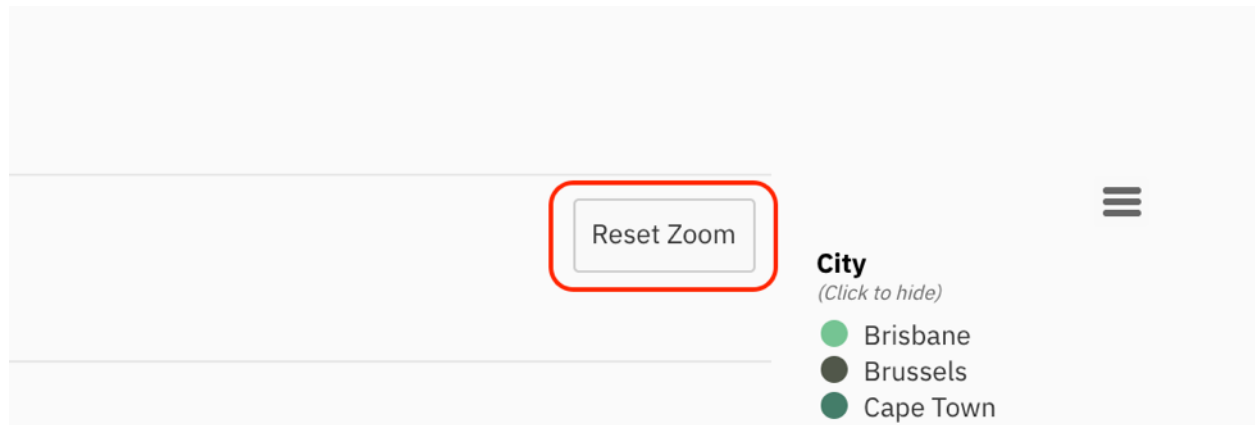 Reset Zoom
City
(Click to hide)
Brisbane
Brussels
Cape Town